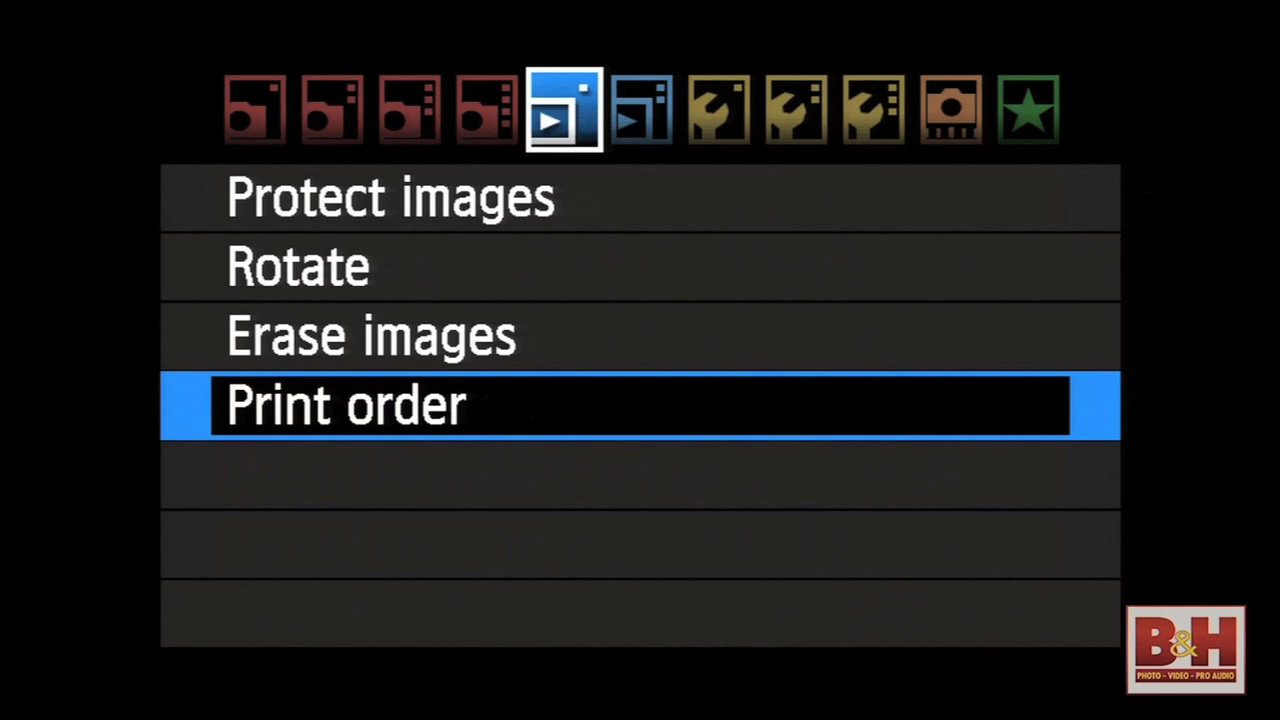 Protect images
Rotate
Erase images
Print order
B&H
PHOTO - VIDEO - PRO AUDIO